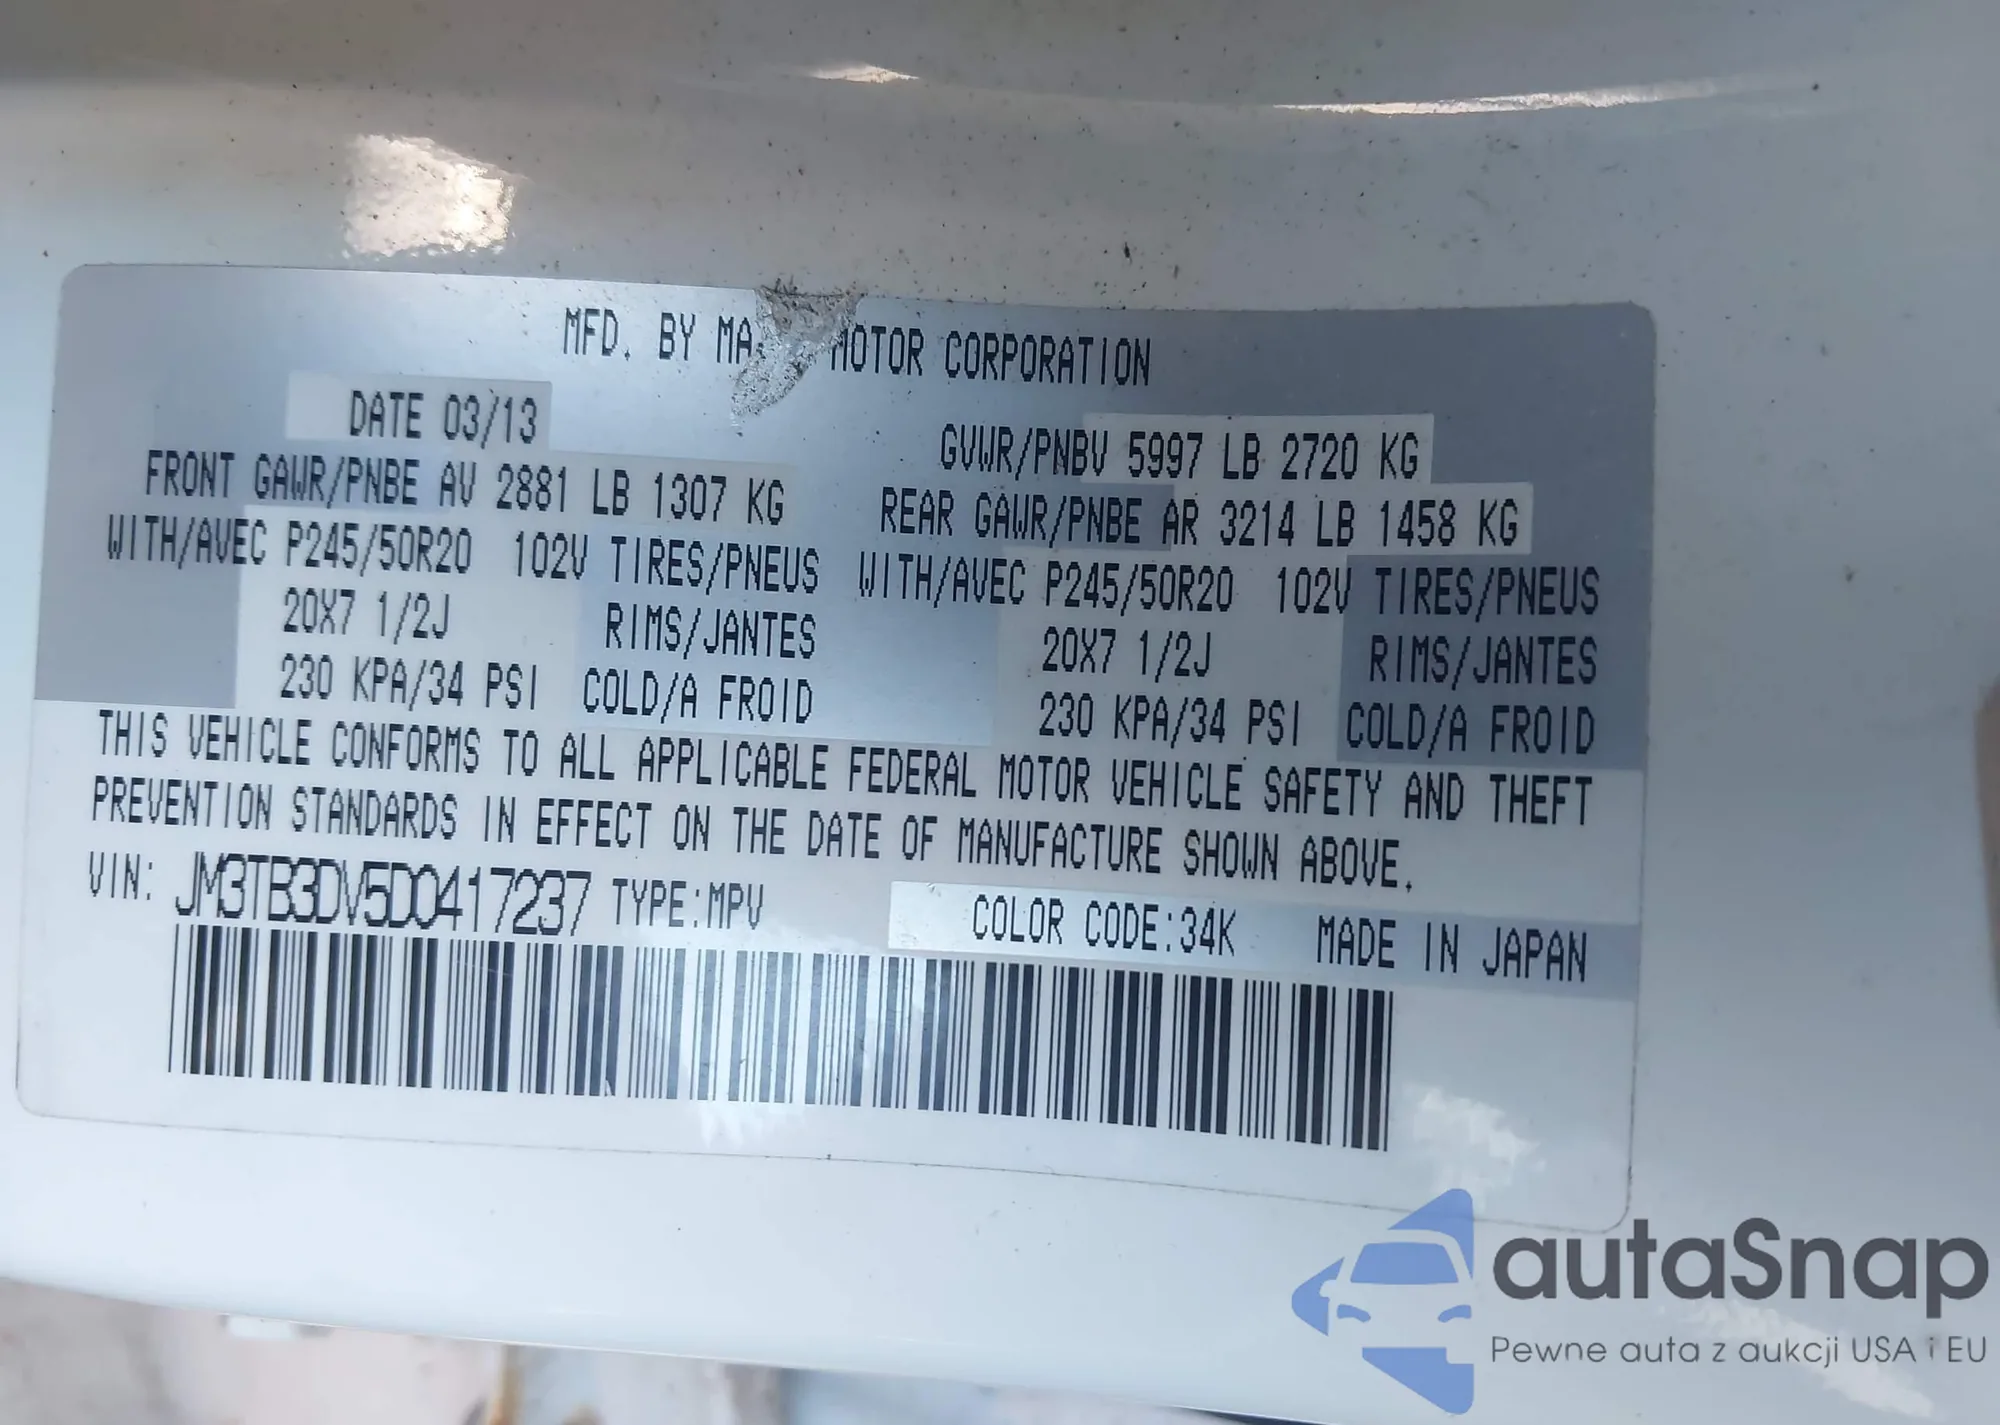 MFD. BY MA MOTOR CORPORATION
DATE 03/13 GVWR/PNBV 5997 LB 2720 KG
FRONT GAWR/PNBE AV 2881 LB 1307 KG REAR GAWR/PNBE AR 3214 LB 1458 KG
WITH/AVEC P245/50R20 102V TIRES/PNEUS WITH/AVEC P245/50R20 102V TIRES/PNEUS
20X7 1/2J RIMS/JANTES 20X7 1/2J RIMS/JANTES
230 KPA/34 PSI COLD/A FROID 230 KPA/34 PSI COLD/A FROID
THIS VEHICLE CONFORMS TO ALL APPLICABLE FEDERAL MOTOR VEHICLE SAFETY AND THEFT
PREVENTION STANDARDS IN EFFECT ON THE DATE OF MANUFACTURE SHOWN ABOVE.
VIN: JM3TB3DV5D0417237 TYPE:MPV COLOR CODE:34K MADE IN JAPAN
autaSnap
Pewne auta z aukcji USA i EU